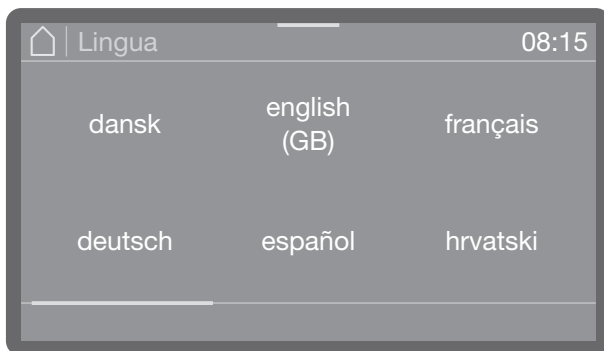 Lingua 08:15
dansk english (GB) français
deutsch español hrvatski